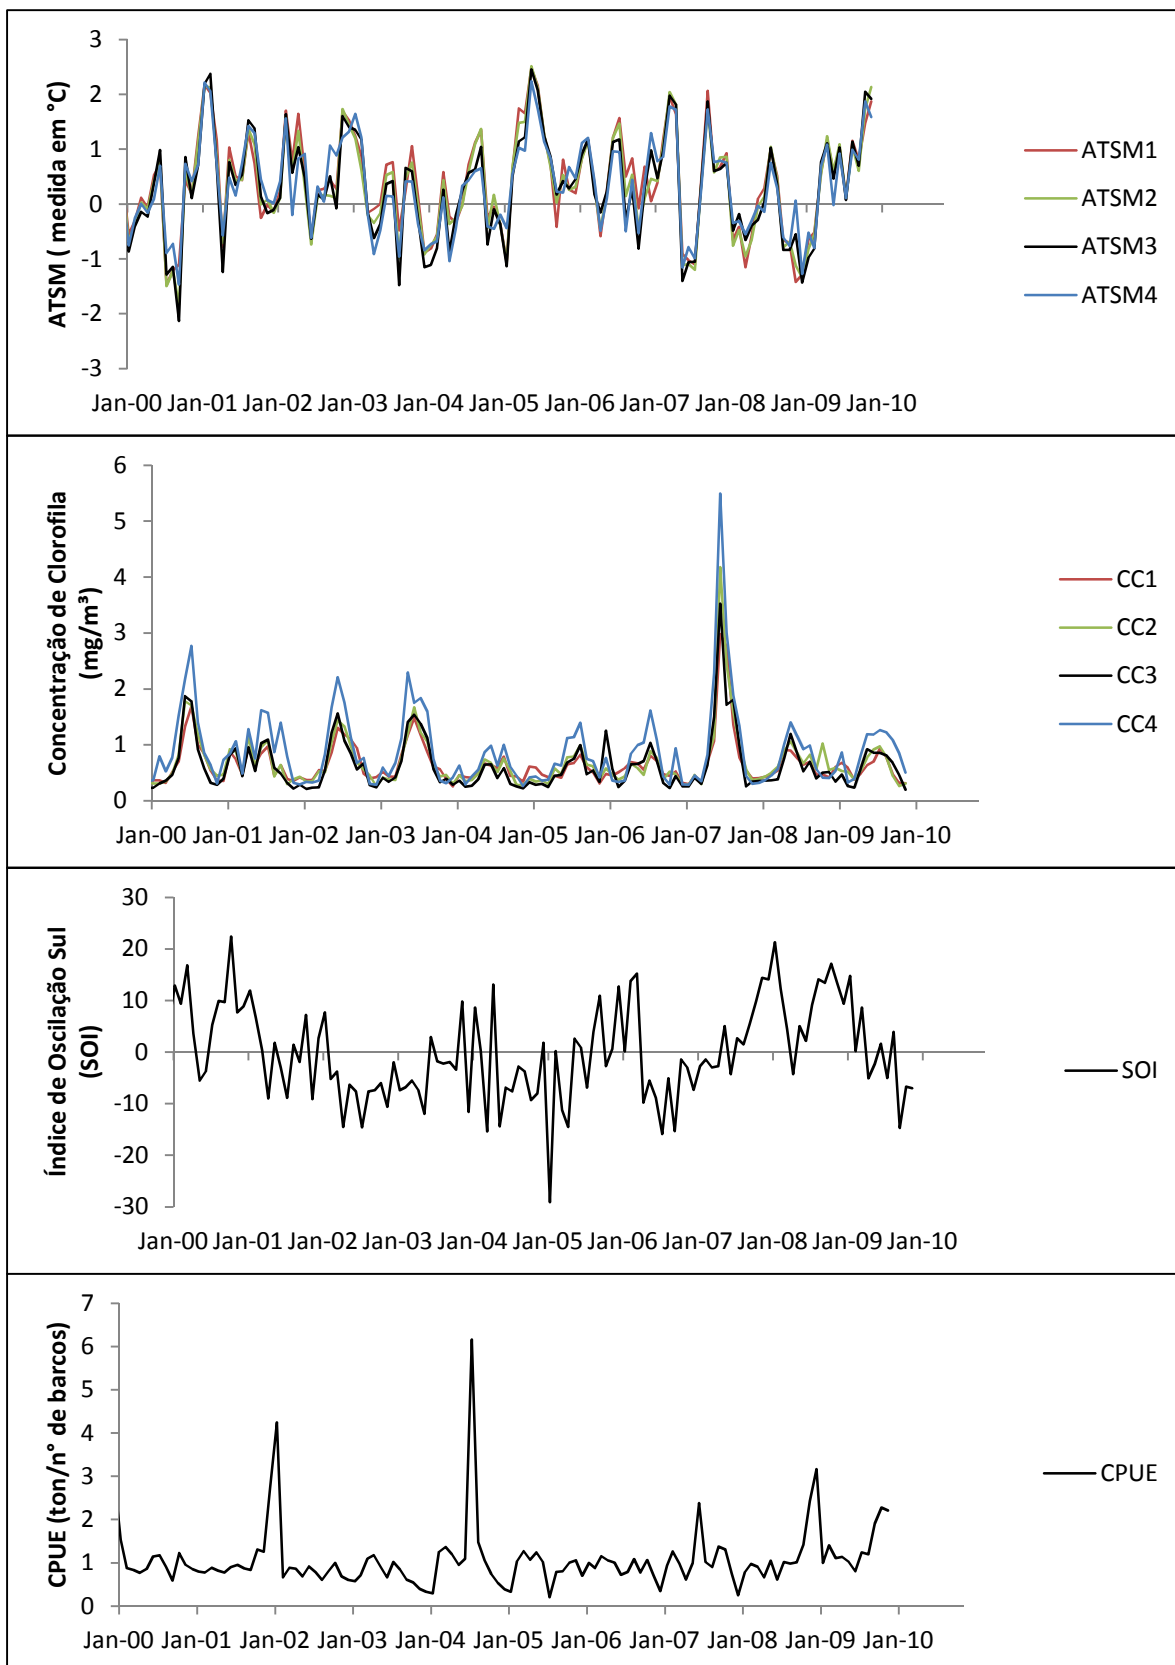 3
2
1
0
-1
-2
-3
ATSM ( medida em °C)
Jan-00 Jan-01 Jan-02 Jan-03 Jan-04 Jan-05 Jan-06 Jan-07 Jan-08 Jan-09 Jan-10
ATSM1
ATSM2
ATSM3
ATSM4
6
5
4
3
2
1
0
Concentração de Clorofila
(mg/m³)
Jan-00 Jan-01 Jan-02 Jan-03 Jan-04 Jan-05 Jan-06 Jan-07 Jan-08 Jan-09 Jan-10
CC1
CC2
CC3
CC4
30
20
10
0
-10
-20
-30
Índice de Oscilação Sul
(SOI)
Jan-00 Jan-01 Jan-02 Jan-03 Jan-04 Jan-05 Jan-06 Jan-07 Jan-08 Jan-09 Jan-10
SOI
7
6
5
4
3
2
1
0
CPUE (ton/n° de barcos)
Jan-00 Jan-01 Jan-02 Jan-03 Jan-04 Jan-05 Jan-06 Jan-07 Jan-08 Jan-09 Jan-10
CPUE